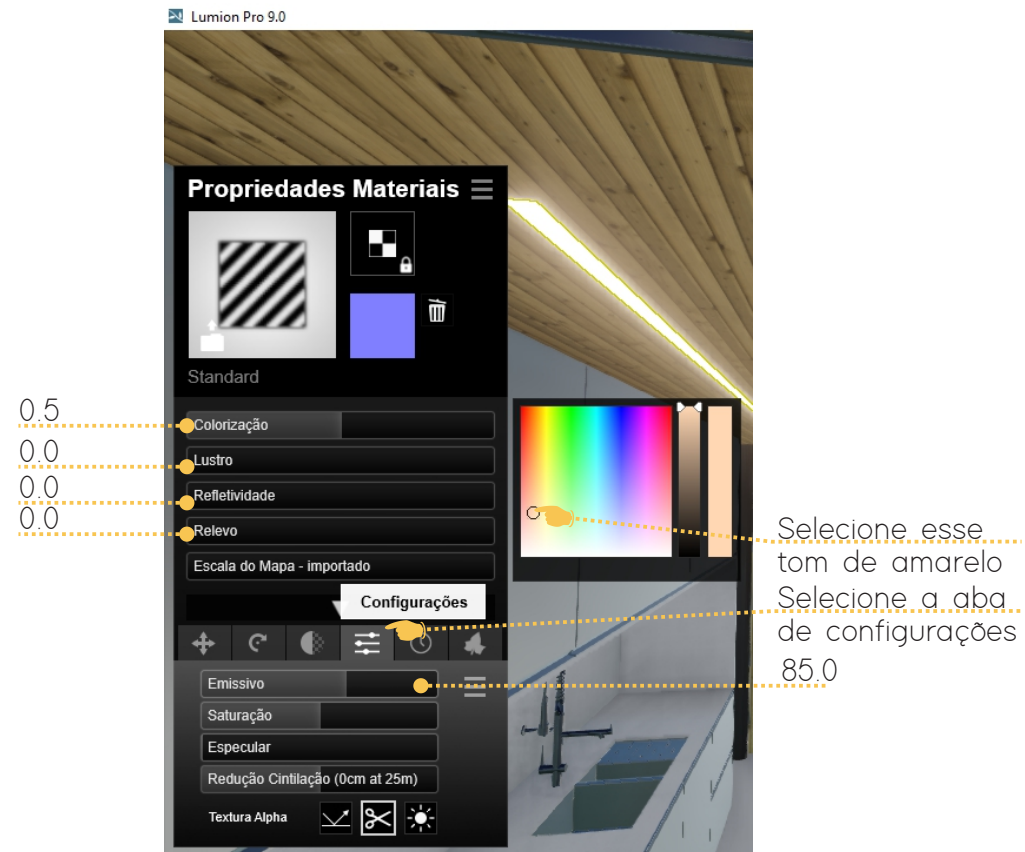 Lumion Pro 9.0
Propriedades Materiais
Standard
0.5
Colorização
0.0
Lustro
0.0
Refletividade
0.0
Relevo
Escala do Mapa - importado
Configurações
Selecione esse
tom de amarelo
Selecione a aba
de configurações
85.0
Emissivo
Saturação
Especular
Redução Cintilação (0cm at 25m)
Textura Alpha